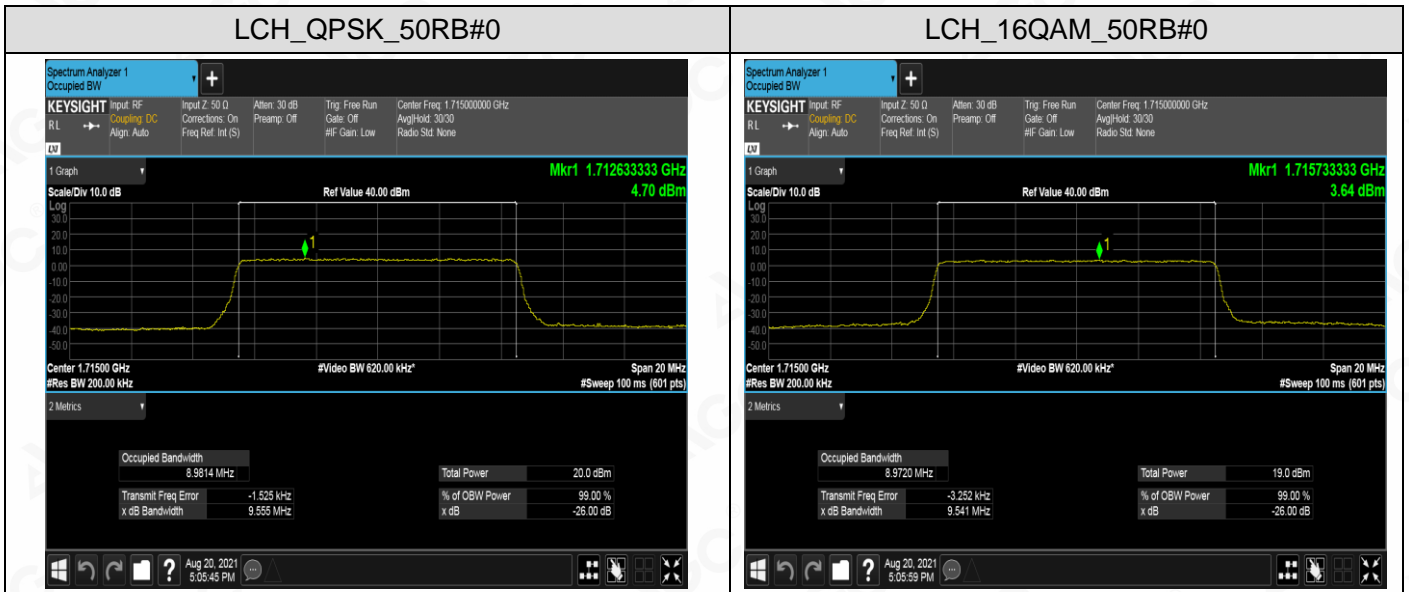 LCH_QPSK_50RB#0
Spectrum Analyzer 1
Occupied BW
+
KEYSIGHT
RL
LXI
Input: RF
Coupling: DC
Align: Auto
Input Z: 50 Ω
Corrections: On
Freq Ref: Int (S)
Atten: 30 dB
Preamp: Off
Trig: Free Run
Gate: Off
#IF Gain: Low
Center Freq: 1.715000000 GHz
Avg|Hold: 30/30
Radio Std: None
1 Graph
Mkr1 1.712633333 GHz
Scale/Div 10.0 dB
Ref Value 40.00 dBm
4.70 dBm
Log
30.0
20.0
10.0
0.00
-10.0
-20.0
-30.0
-40.0
-50.0
1
Center 1.71500 GHz
#Video BW 620.00 kHz*
Span 20 MHz
#Res BW 200.00 kHz
#Sweep 100 ms (601 pts)
2 Metrics
Occupied Bandwidth
8.9814 MHz
Total Power 20.0 dBm
Transmit Freq Error -1.525 kHz
% of OBW Power 99.00 %
x dB Bandwidth 9.555 MHz
x dB -26.00 dB
?
Aug 20, 2021
5:05:45 PM
LCH_16QAM_50RB#0
Spectrum Analyzer 1
Occupied BW
+
KEYSIGHT
RL
LXI
Input: RF
Coupling: DC
Align: Auto
Input Z: 50 Ω
Corrections: On
Freq Ref: Int (S)
Atten: 30 dB
Preamp: Off
Trig: Free Run
Gate: Off
#IF Gain: Low
Center Freq: 1.715000000 GHz
Avg|Hold: 30/30
Radio Std: None
1 Graph
Mkr1 1.715733333 GHz
Scale/Div 10.0 dB
Ref Value 40.00 dBm
3.64 dBm
Log
30.0
20.0
10.0
0.00
-10.0
-20.0
-30.0
-40.0
-50.0
1
Center 1.71500 GHz
#Video BW 620.00 kHz*
Span 20 MHz
#Res BW 200.00 kHz
#Sweep 100 ms (601 pts)
2 Metrics
Occupied Bandwidth
8.9720 MHz
Total Power 19.0 dBm
Transmit Freq Error -3.252 kHz
% of OBW Power 99.00 %
x dB Bandwidth 9.541 MHz
x dB -26.00 dB
?
Aug 20, 2021
5:05:59 PM